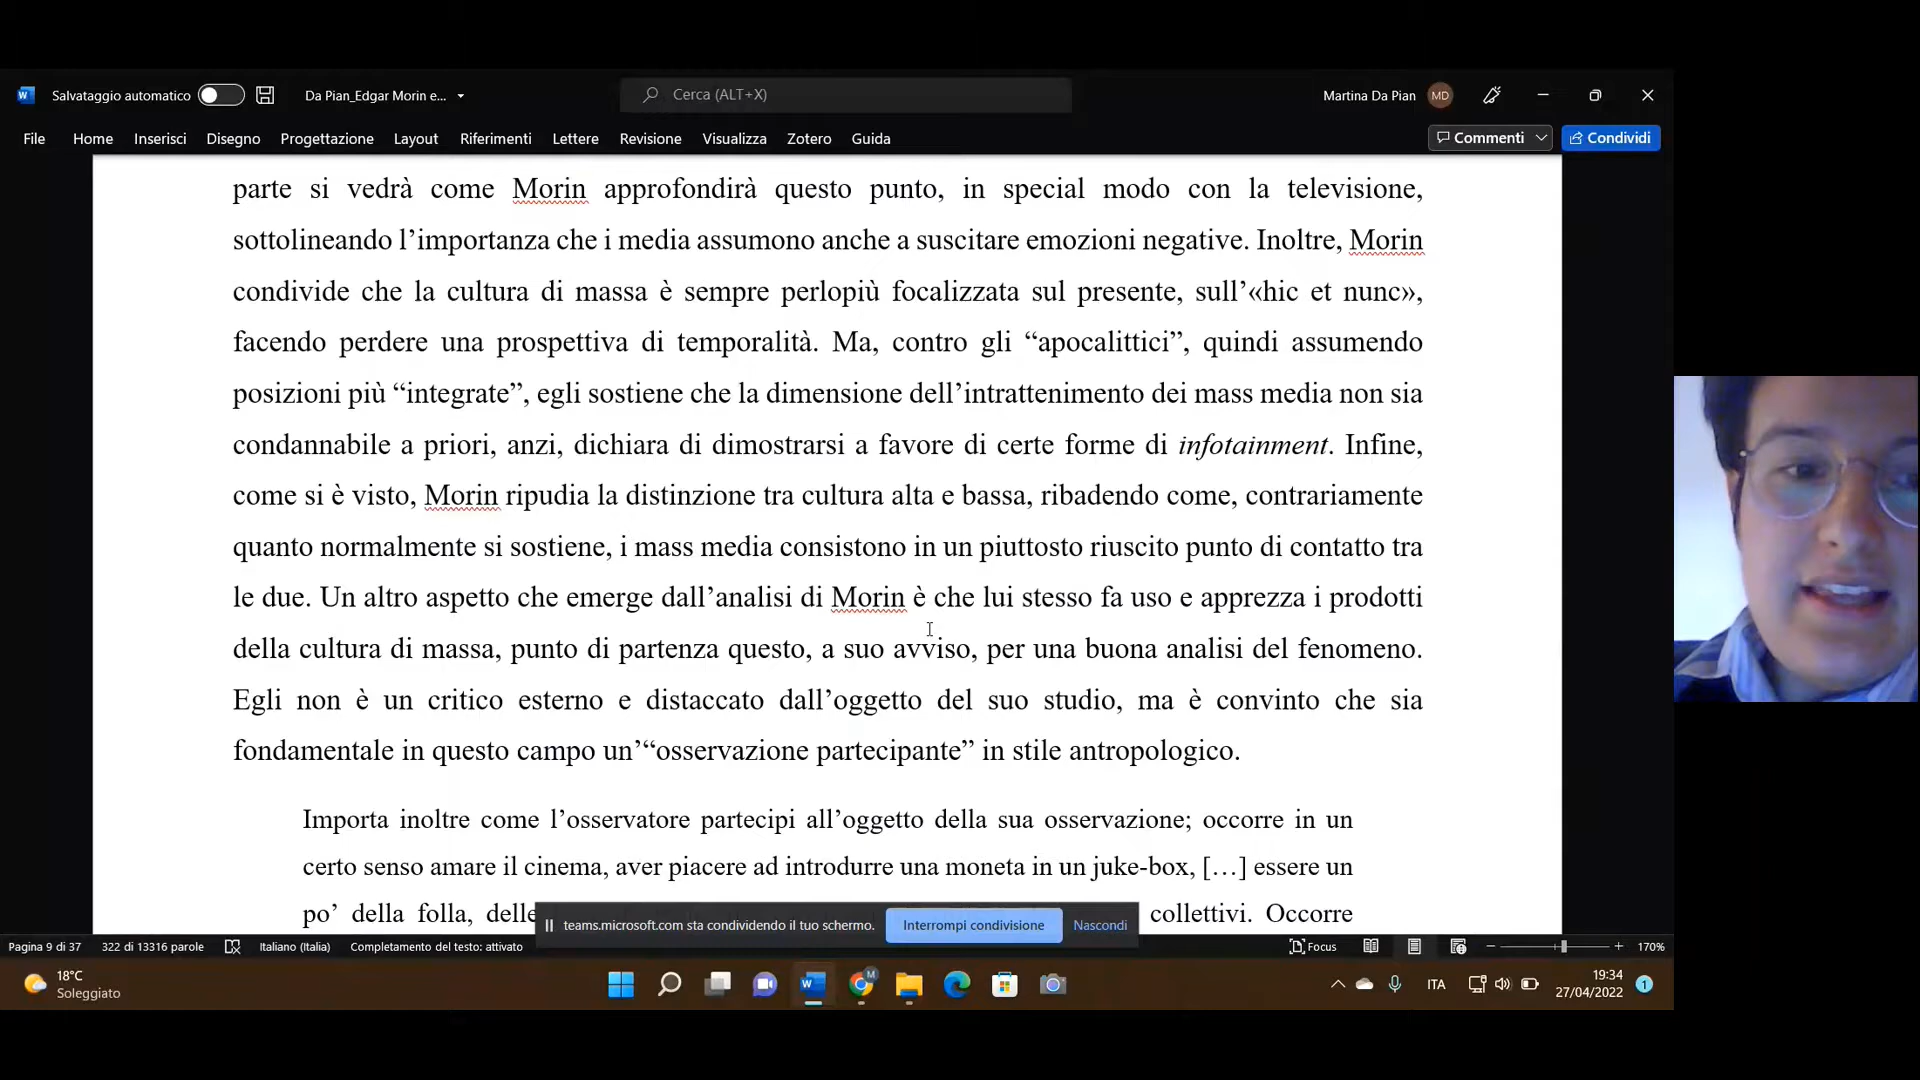 Salvataggio automatico
Da Pian_Edgar Morin e...
Cerca (ALT+X)
Martina Da Pian
MD
File
Home
Inserisci
Disegno
Progettazione
Layout
Riferimenti
Lettere
Revisione
Visualizza
Zotero
Guida
Commenti
Condividi
parte si vedrà come Morin approfondirà questo punto, in special modo con la televisione,
sottolineando l’importanza che i media assumono anche a suscitare emozioni negative. Inoltre, Morin
condivide che la cultura di massa è sempre perlopiù focalizzata sul presente, sull’«hic et nunc»,
facendo perdere una prospettiva di temporalità. Ma, contro gli “apocalittici”, quindi assumendo
posizioni più “integrate”, egli sostiene che la dimensione dell’intrattenimento dei mass media non sia
condannabile a priori, anzi, dichiara di dimostrarsi a favore di certe forme di infotainment. Infine,
come si è visto, Morin ripudia la distinzione tra cultura alta e bassa, ribadendo come, contrariamente
quanto normalmente si sostiene, i mass media consistono in un piuttosto riuscito punto di contatto tra
le due. Un altro aspetto che emerge dall’analisi di Morin è che lui stesso fa uso e apprezza i prodotti
della cultura di massa, punto di partenza questo, a suo avviso, per una buona analisi del fenomeno.
Egli non è un critico esterno e distaccato dall’oggetto del suo studio, ma è convinto che sia
fondamentale in questo campo un’“osservazione partecipante” in stile antropologico.
Importa inoltre come l’osservatore partecipi all’oggetto della sua osservazione; occorre in un
certo senso amare il cinema, aver piacere ad introdurre una moneta in un juke-box, […] essere un
po’ della folla, delle collettivi. Occorre
teams.microsoft.com sta condividendo il tuo schermo.
Interrompi condivisione
Nascondi
Pagina 9 di 37
322 di 13316 parole
Italiano (Italia)
Completamento del testo: attivato
Focus
170%
18°C
Soleggiato
M
ITA
19:34
27/04/2022
1